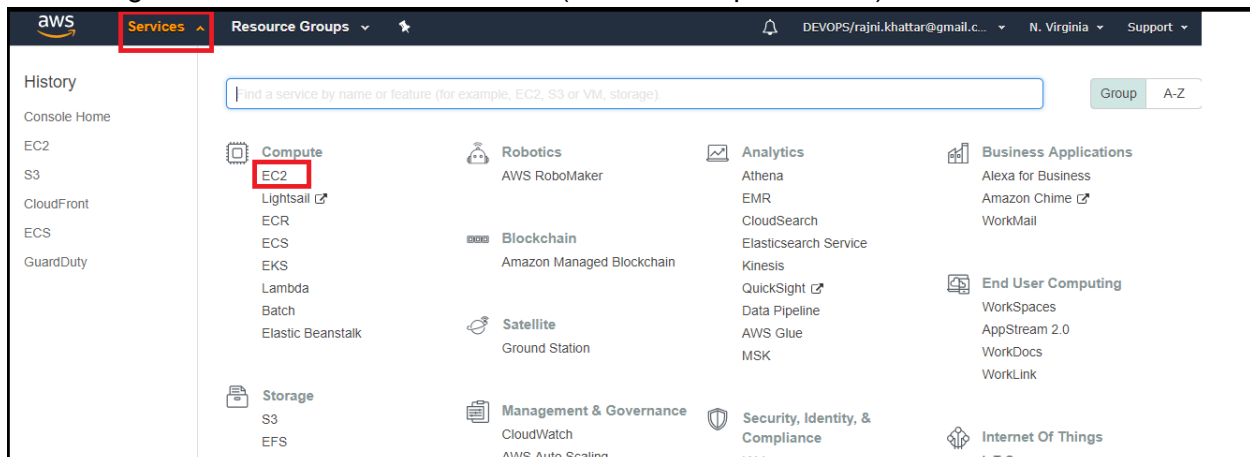 aws
Services
Resource Groups
DEVOPS/rajni.khattar@gmail.c...
N. Virginia
Support
History
Console Home
EC2
S3
CloudFront
ECS
GuardDuty
Find a service by name or feature (for example, EC2, S3 or VM, storage).
Group
A-Z
Compute
EC2
Lightsail
ECR
ECS
EKS
Lambda
Batch
Elastic Beanstalk
Storage
S3
EFS
Robotics
AWS RoboMaker
Blockchain
Amazon Managed Blockchain
Satellite
Ground Station
Management & Governance
CloudWatch
AWS Auto Scaling
Analytics
Athena
EMR
CloudSearch
Elasticsearch Service
Kinesis
QuickSight
Data Pipeline
AWS Glue
MSK
Security, Identity, &
Compliance
Business Applications
Alexa for Business
Amazon Chime
WorkMail
End User Computing
WorkSpaces
AppStream 2.0
WorkDocs
WorkLink
Internet Of Things